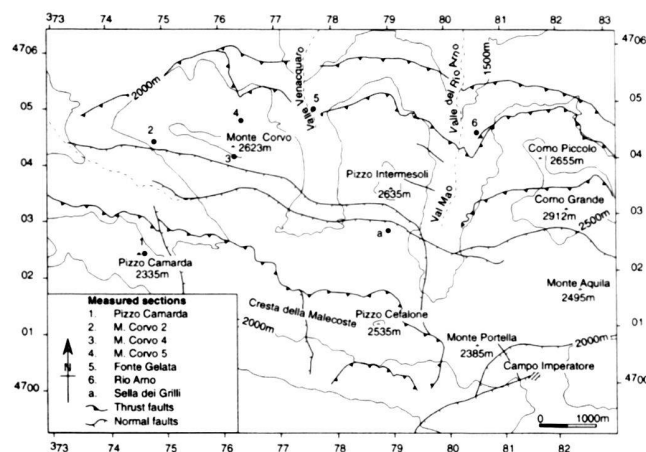 373 74 75 76 77 78 79 80 81 82 83
4706
05
04
03
02
01
4700
06
05
04
03
02
01
4700
2000m
Valle Venacquaro
Valle del Rio Arno
1500m
4
5
6
2
Monte Corvo
2623m
3
Como Piccolo
2655m
Pizzo Intermesoli
2635m
Val Mao
Como Grande
2912m
2500m
a
1
Pizzo Camarda
2335m
Monte Aquila
2495m
Cresta della Malecoste
2000m
Pizzo Cefalone
2535m
Monte Portella
2385m
2000m
Campo Imperatore
Measured sections
1. Pizzo Camarda
2. M. Corvo 2
3. M. Corvo 4
4. M. Corvo 5
5. Fonte Gelata
6. Rio Arno
a. Sella dei Grilli
Thrust faults
Normal faults
N
0 1000m
373 74 75 76 77 78 79 80 81 82